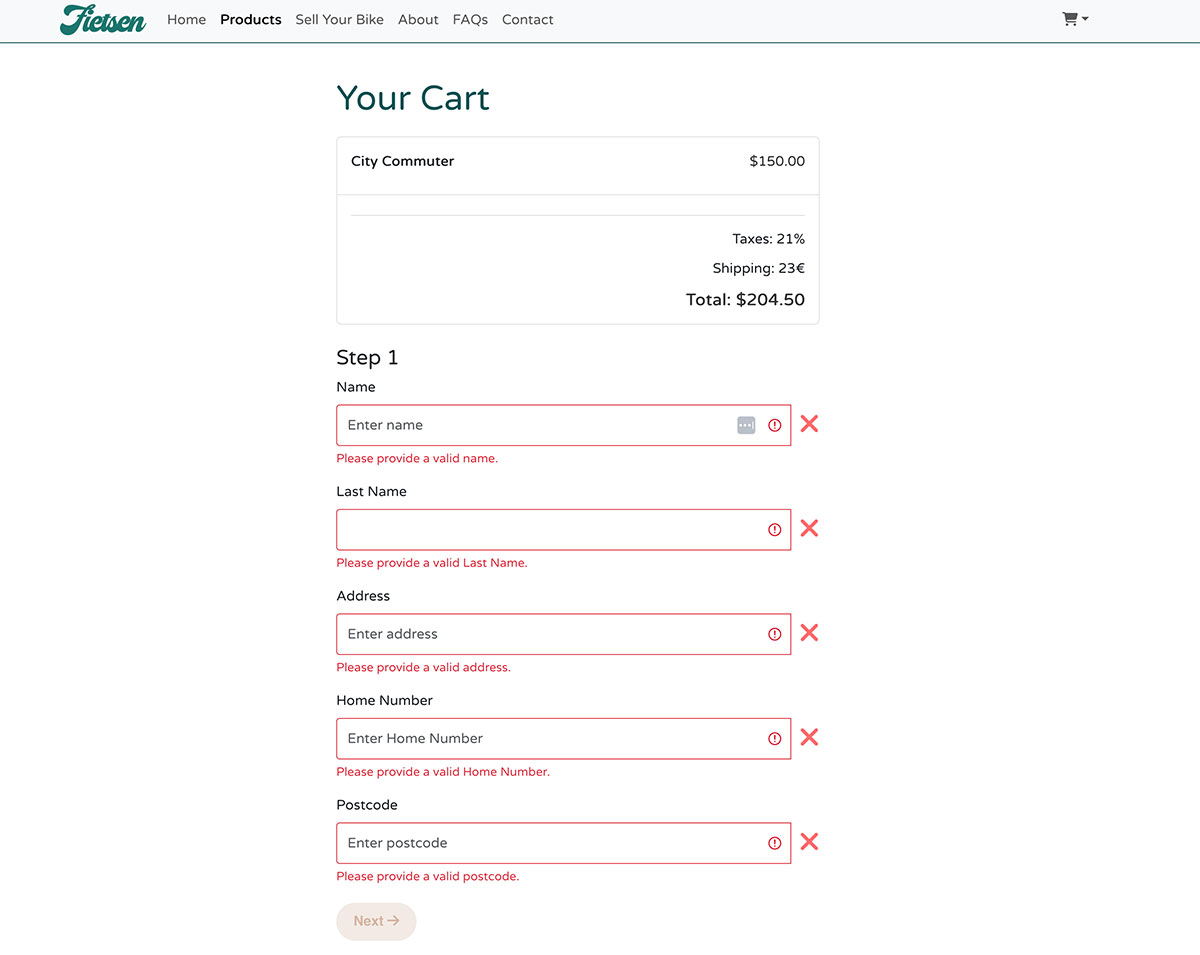 Fietsen Home Products Sell Your Bike About FAQs Contact
Your Cart
City Commuter $150.00
Taxes: 21%
Shipping: 23€
Total: $204.50
Step 1
Name
Enter name
Please provide a valid name.
Last Name
Please provide a valid Last Name.
Address
Enter address
Please provide a valid address.
Home Number
Enter Home Number
Please provide a valid Home Number.
Postcode
Enter postcode
Please provide a valid postcode.
Next →